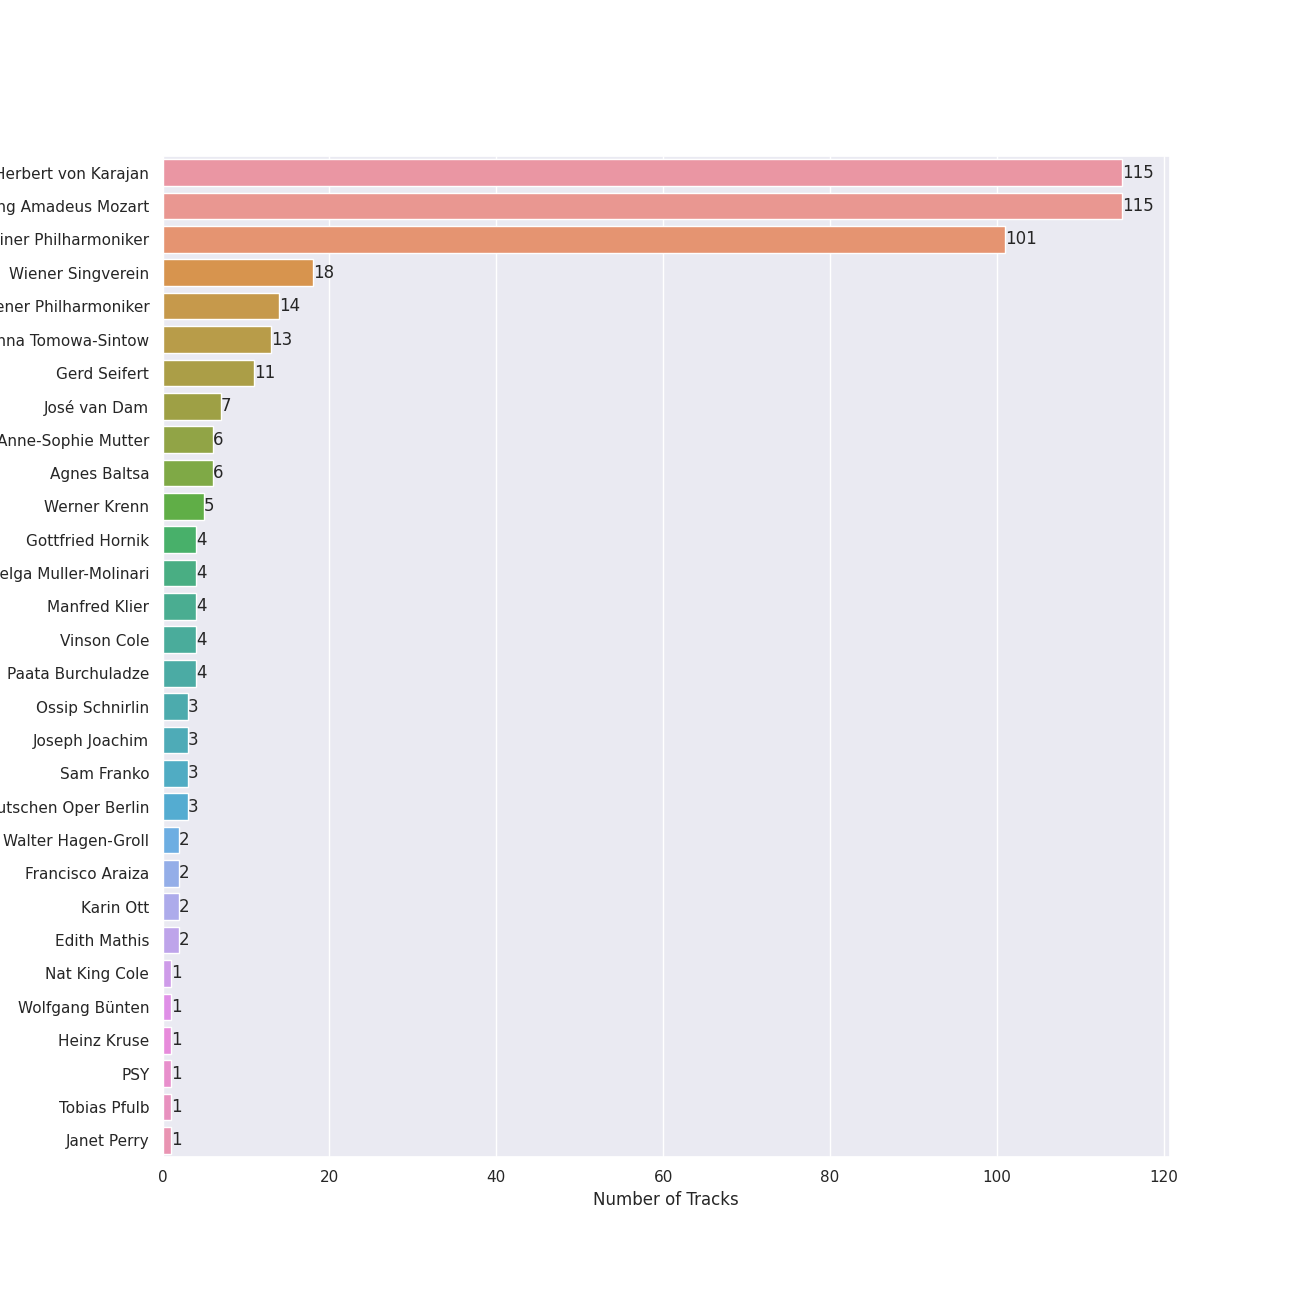 Herbert von Karajan 115
ng Amadeus Mozart 115
iner Philharmoniker 101
Wiener Singverein 18
ener Philharmoniker 14
nna Tomowa-Sintow 13
Gerd Seifert 11
José van Dam 7
Anne-Sophie Mutter 6
Agnes Baltsa 6
Werner Krenn 5
Gottfried Hornik 4
elga Muller-Molinari 4
Manfred Klier 4
Vinson Cole 4
Paata Burchuladze 4
Ossip Schnirlin 3
Joseph Joachim 3
Sam Franko 3
utschen Oper Berlin 3
Walter Hagen-Groll 2
Francisco Araiza 2
Karin Ott 2
Edith Mathis 2
Nat King Cole 1
Wolfgang Bünten 1
Heinz Kruse 1
PSY 1
Tobias Pfulb 1
Janet Perry 1
0 20 40 60 80 100 120
Number of Tracks